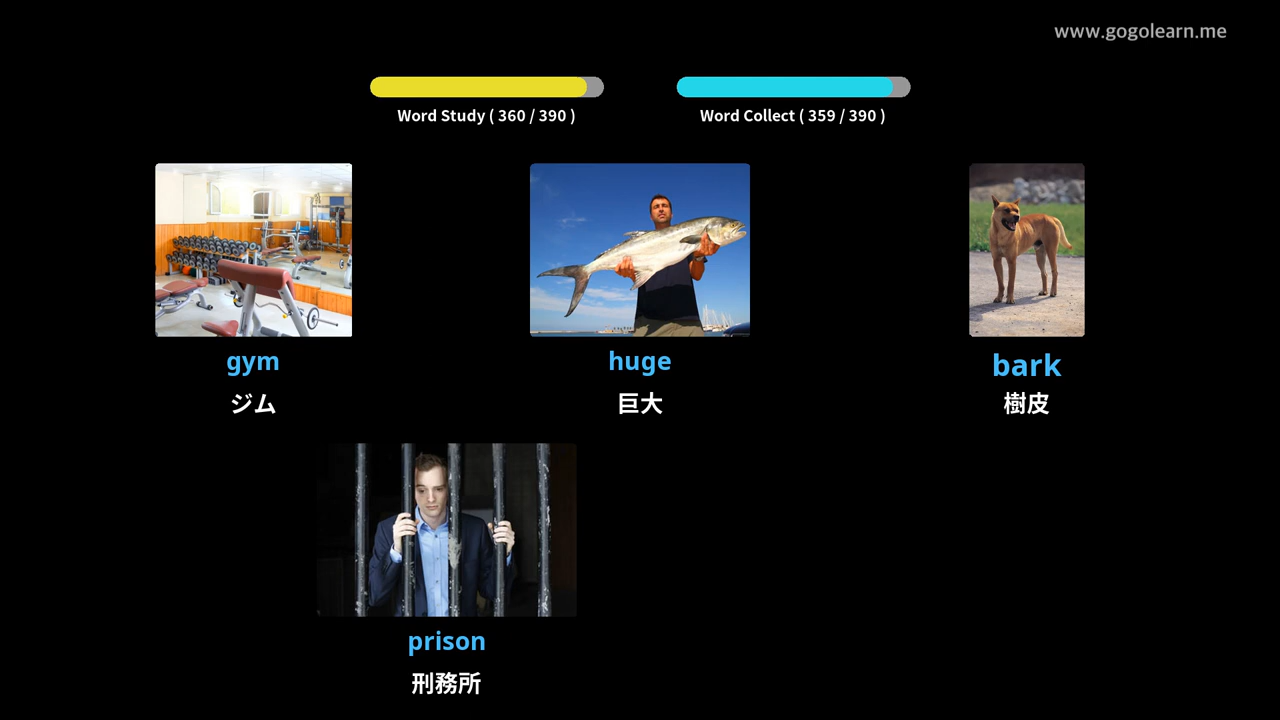 www.gogolearn.me
Word Study ( 360 / 390 )
Word Collect ( 359 / 390 )
gym
huge
bark
ジム
巨大
樹皮
prison
刑務所